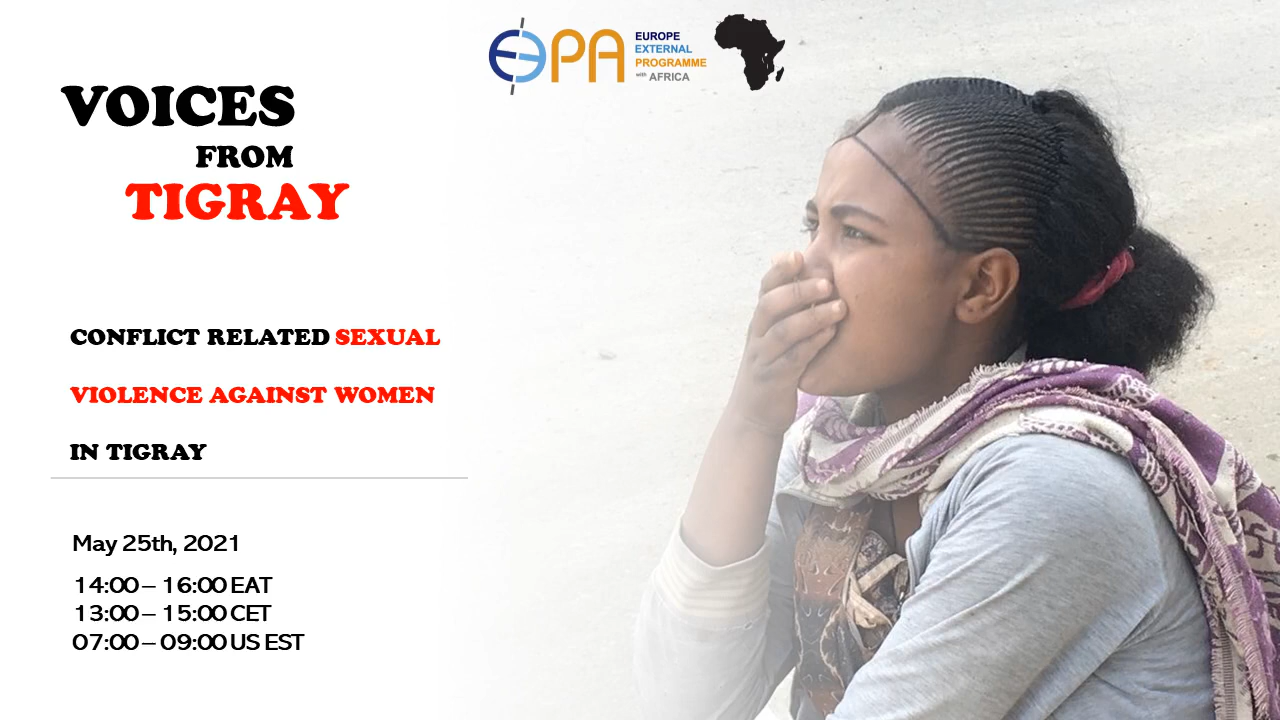 EEPA
EUROPE
EXTERNAL
PROGRAMME
with AFRICA
VOICES
FROM
TIGRAY
CONFLICT RELATED SEXUAL
VIOLENCE AGAINST WOMEN
IN TIGRAY
May 25th, 2021
14:00 – 16:00 EAT
13:00 – 15:00 CET
07:00 – 09:00 US EST